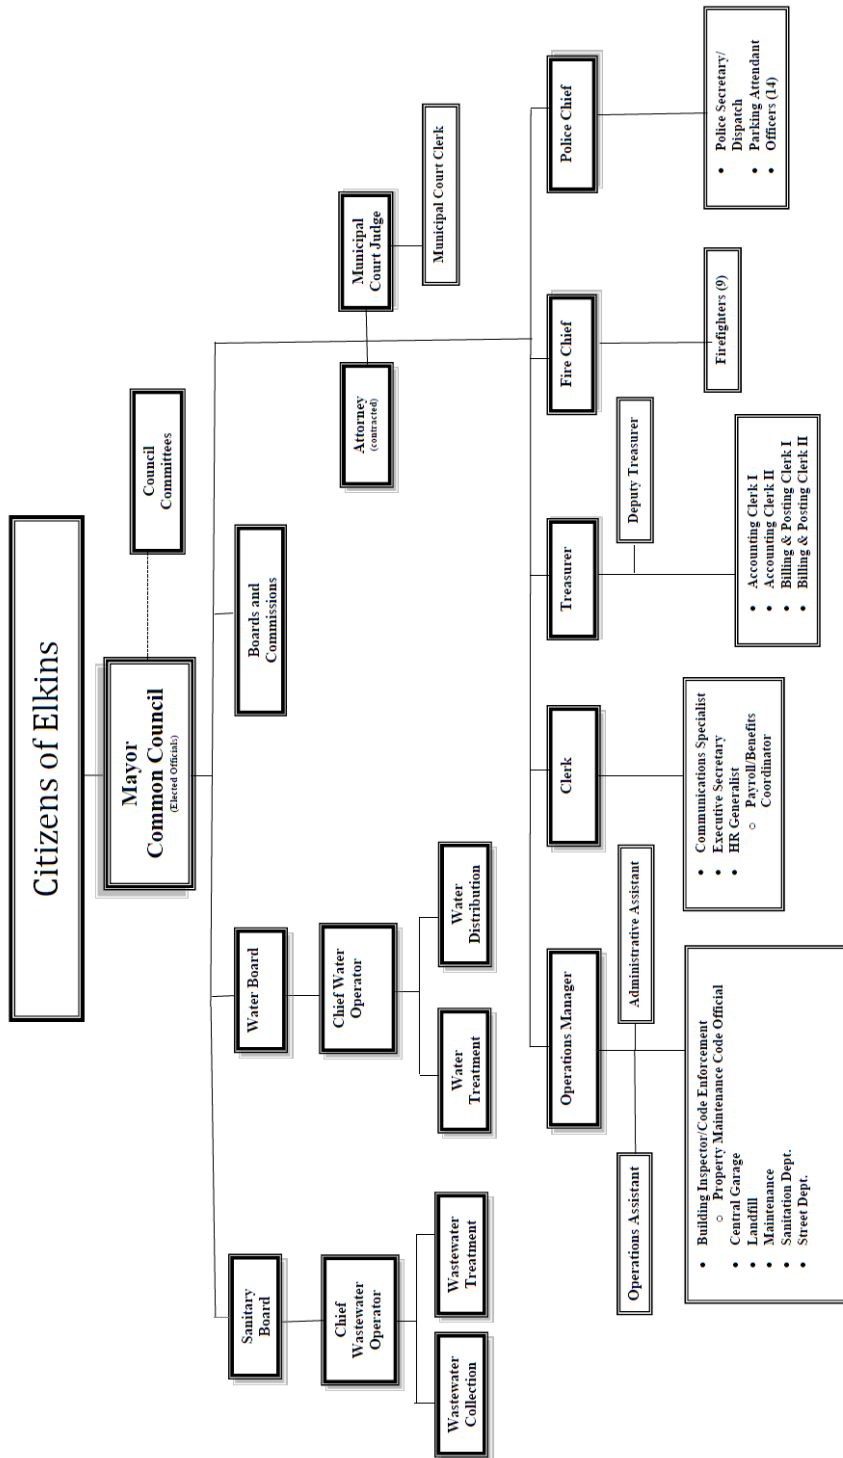 Citizens of Elkins
Mayor
Common Council
(Elected Officials)
Council
Committees
Sanitary
Board
Water Board
Boards and
Commissions
Chief
Wastewater
Operator
Chief Water
Operator
Attorney
(contracted)
Municipal
Court Judge
Municipal Court Clerk
Wastewater
Collection
Wastewater
Treatment
Water
Treatment
Water
Distribution
Operations Manager
Clerk
Treasurer
Fire Chief
Police Chief
Operations Assistant
Administrative Assistant
Deputy Treasurer
• Building Inspector/Code Enforcement
○ Property Maintenance Code Official
• Central Garage
• Landfill
• Maintenance
• Sanitation Dept.
• Street Dept.
• Communications Specialist
• Executive Secretary
• HR Generalist
○ Payroll/Benefits
Coordinator
• Accounting Clerk I
• Accounting Clerk II
• Billing & Posting Clerk I
• Billing & Posting Clerk II
Firefighters (9)
• Police Secretary/
Dispatch
• Parking Attendant
• Officers (14)